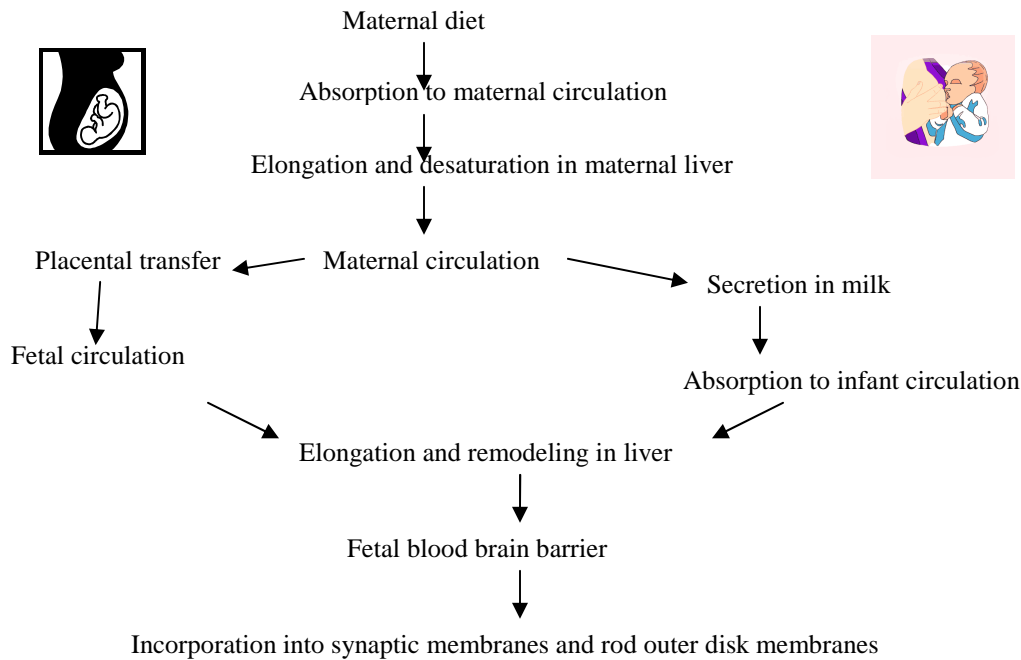 Maternal diet
Absorption to maternal circulation
Elongation and desaturation in maternal liver
Placental transfer
Maternal circulation
Secretion in milk
Fetal circulation
Absorption to infant circulation
Elongation and remodeling in liver
Fetal blood brain barrier
Incorporation into synaptic membranes and rod outer disk membranes